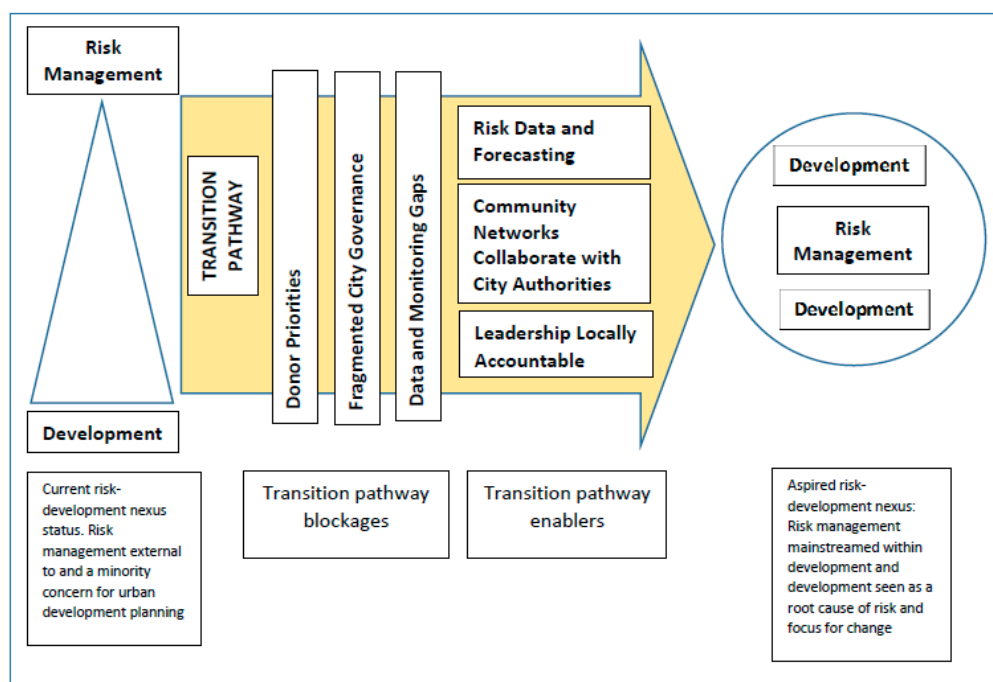 Risk
Management
Development
TRANSITION
PATHWAY
Donor Priorities
Fragmented City Governance
Data and Monitoring Gaps
Risk Data and
Forecasting
Community
Networks
Collaborate with
City Authorities
Leadership Locally
Accountable
Development
Risk
Management
Development
Current risk-
development nexus
status. Risk
management external
to and a minority
concern for urban
development planning
Transition pathway
blockages
Transition pathway
enablers
Aspired risk-
development nexus:
Risk management
mainstreamed within
development and
development seen as a
root cause of risk and
focus for change